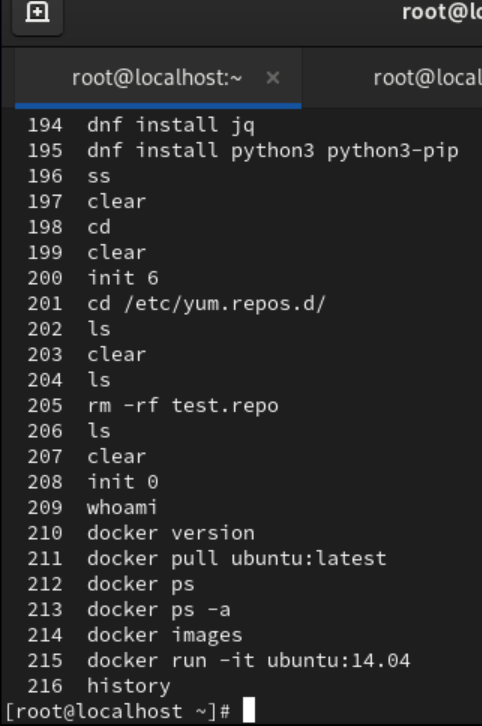 root@lo
root@localhost:~ × root@local
194 dnf install jq
195 dnf install python3 python3-pip
196 ss
197 clear
198 cd
199 clear
200 init 6
201 cd /etc/yum.repos.d/
202 ls
203 clear
204 ls
205 rm -rf test.repo
206 ls
207 clear
208 init 0
209 whoami
210 docker version
211 docker pull ubuntu:latest
212 docker ps
213 docker ps -a
214 docker images
215 docker run -it ubuntu:14.04
216 history
[root@localhost ~]#